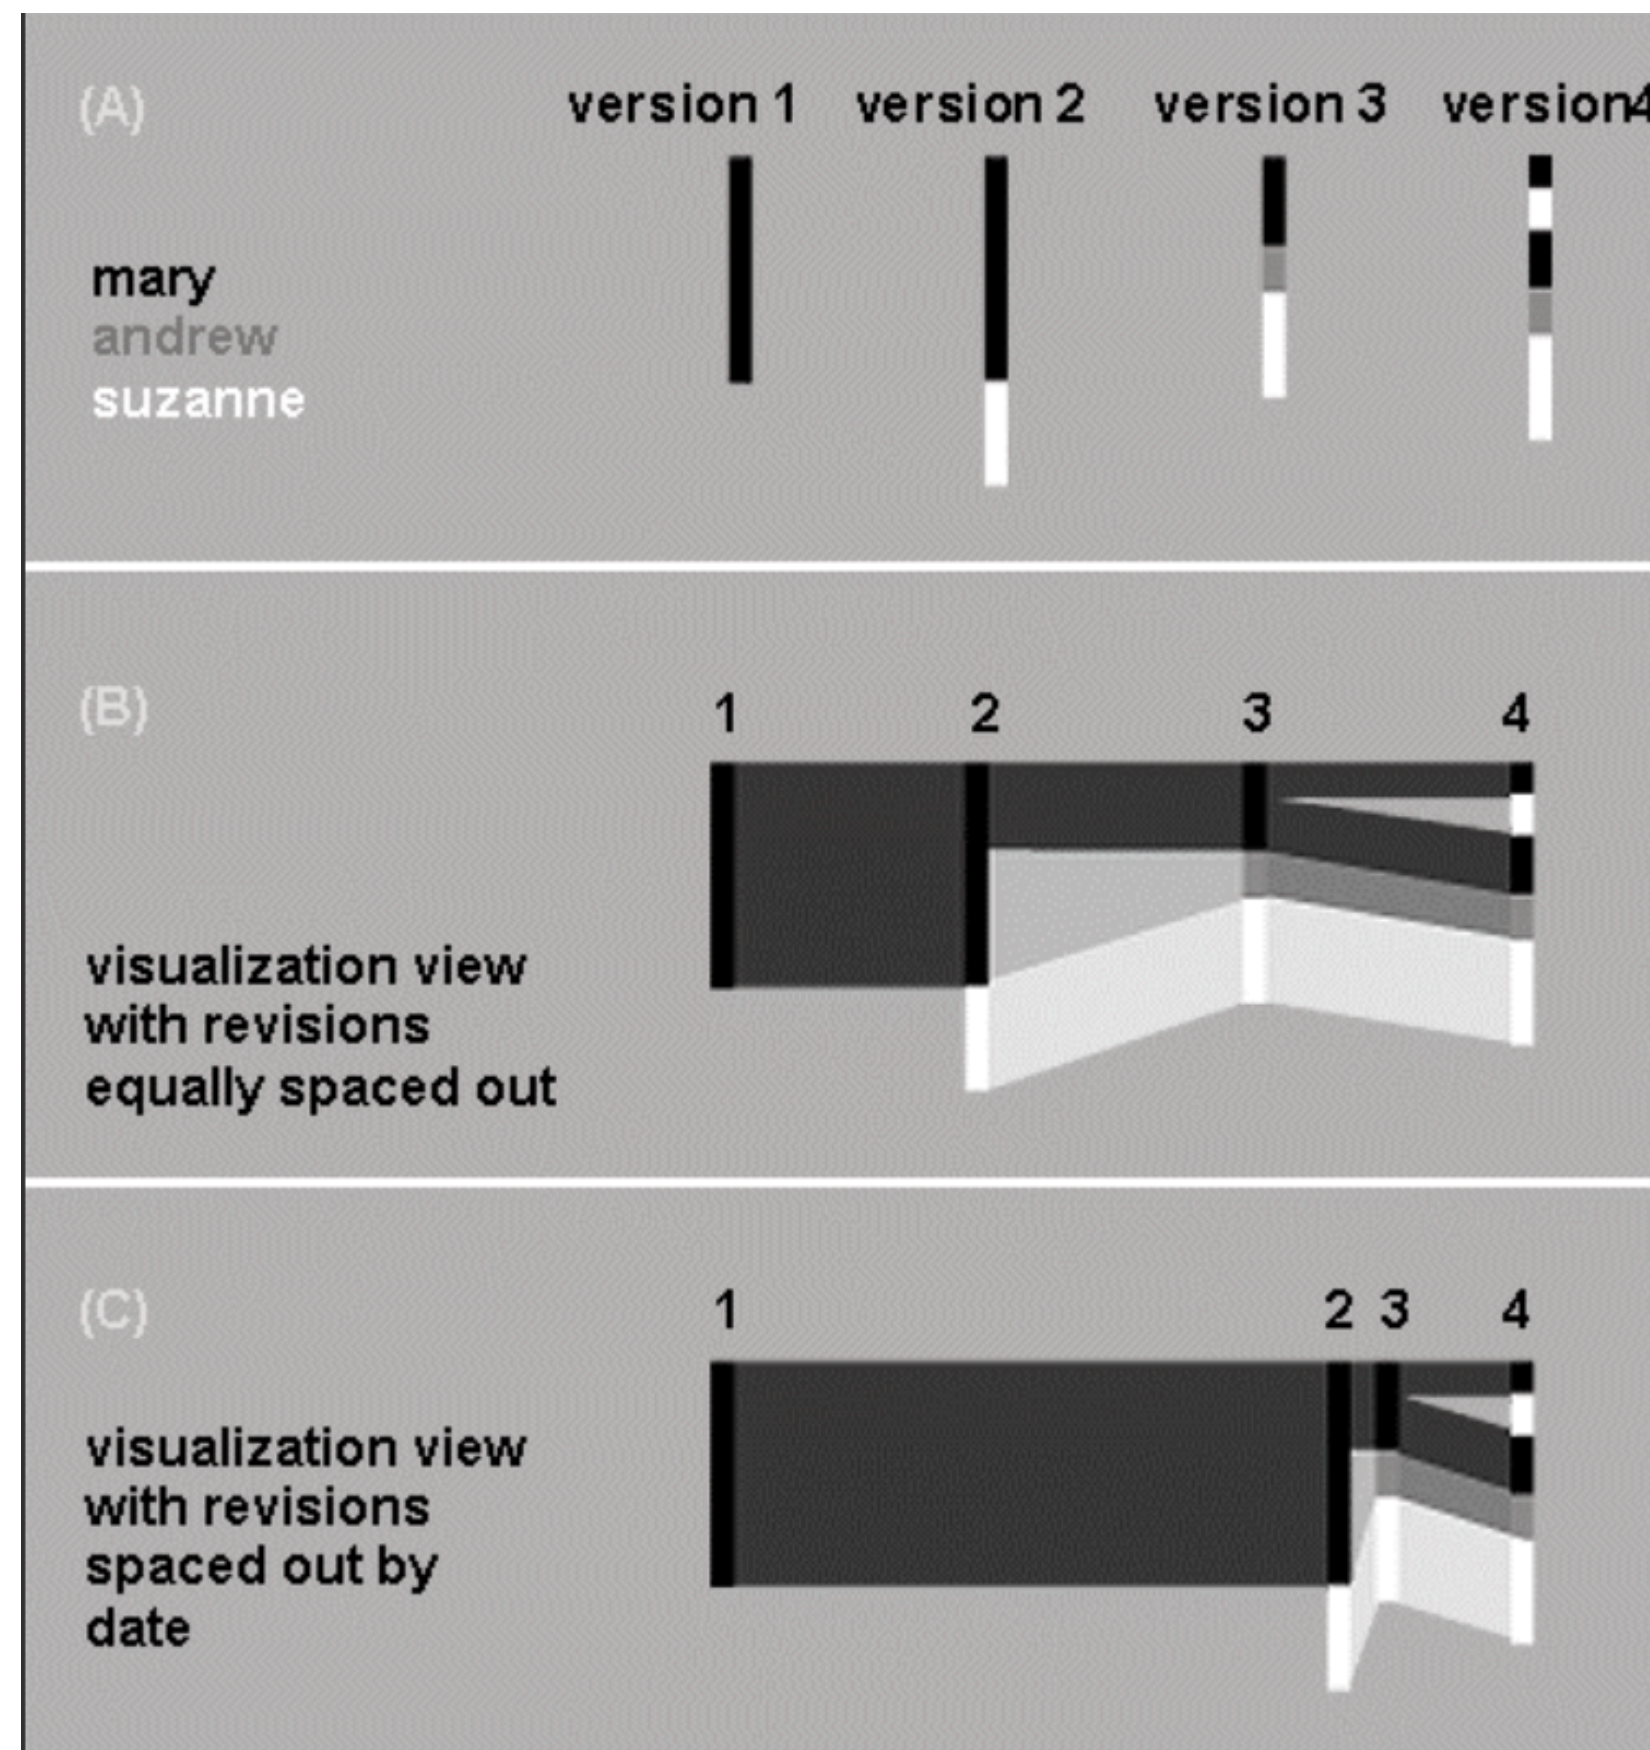 (A)
version 1 version 2 version 3 version4
mary
andrew
suzanne
(B)
1 2 3 4
visualization view
with revisions
equally spaced out
(C)
1 2 3 4
visualization view
with revisions
spaced out by
date